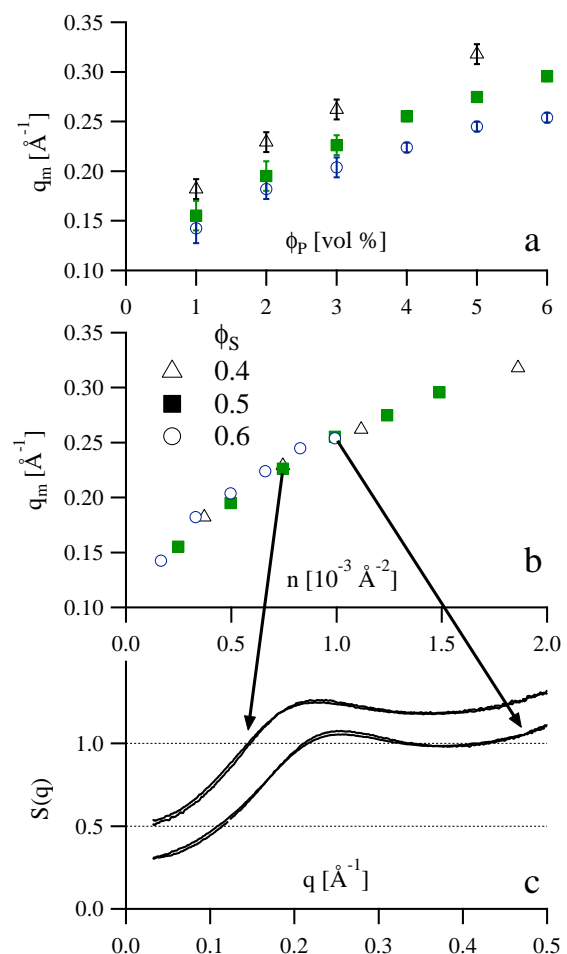 0.35
0.30
0.25
0.20
0.15
0.10
qₘ [Å⁻¹]
ϕ_P [vol %]
a
0 1 2 3 4 5 6
ϕ_S
0.4
0.5
0.6
0.35
0.30
0.25
0.20
0.15
0.10
qₘ [Å⁻¹]
n [10⁻³ Å⁻²]
b
0.0 0.5 1.0 1.5 2.0
1.0
0.5
0.0
S(q)
q [Å⁻¹]
c
0.0 0.1 0.2 0.3 0.4 0.5